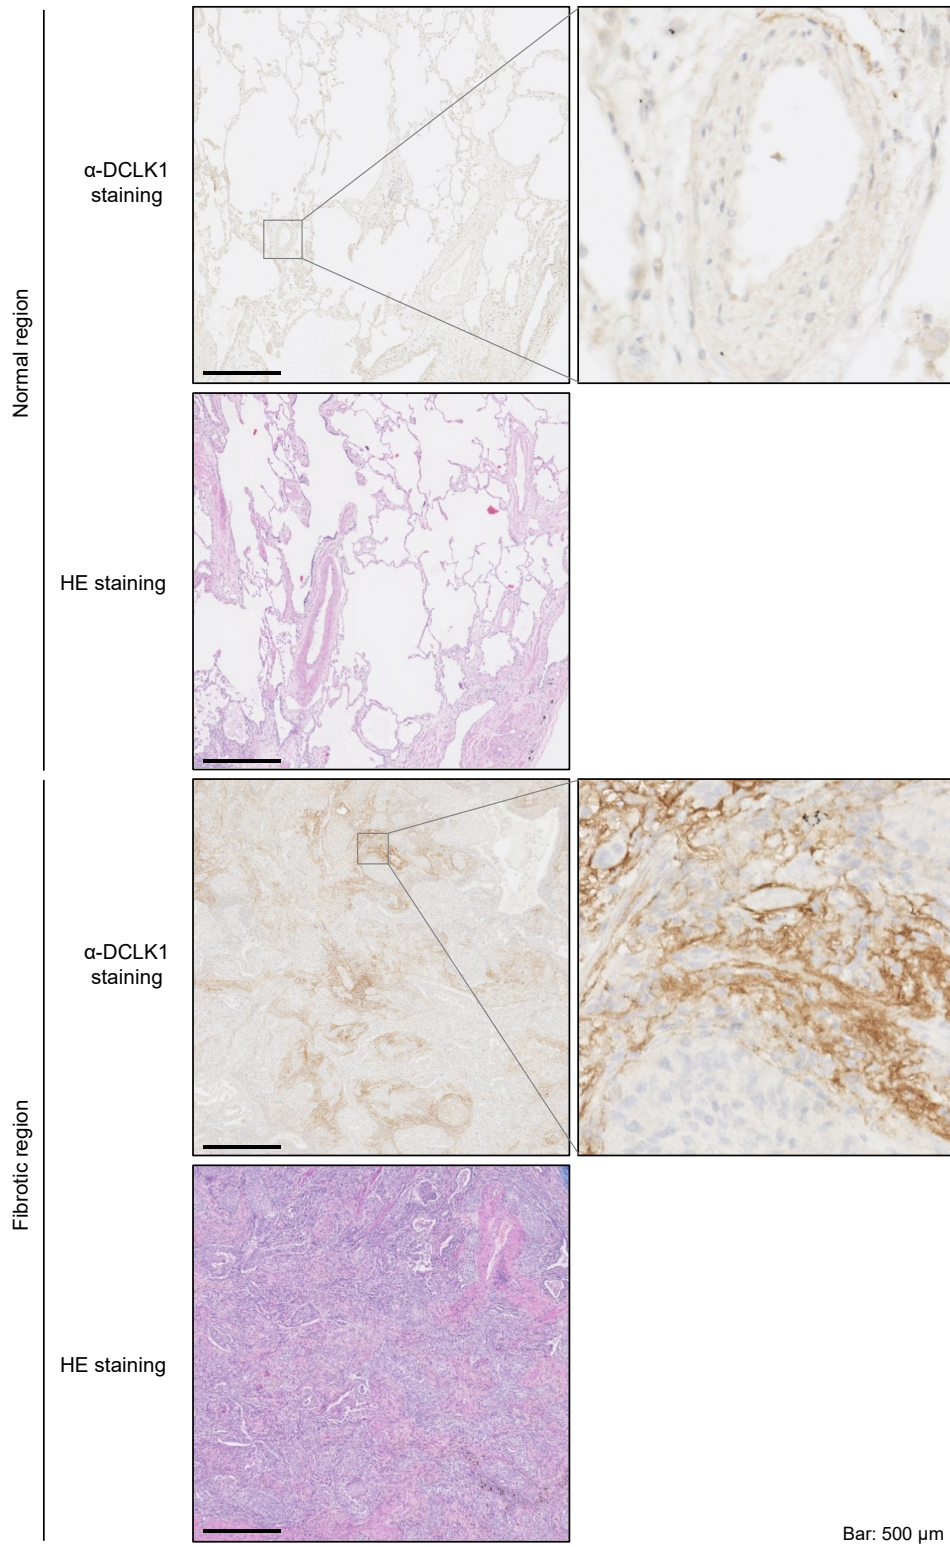 Normal region
α-DCLK1
staining
HE staining
Fibrotic region
α-DCLK1
staining
HE staining
Bar: 500 μm